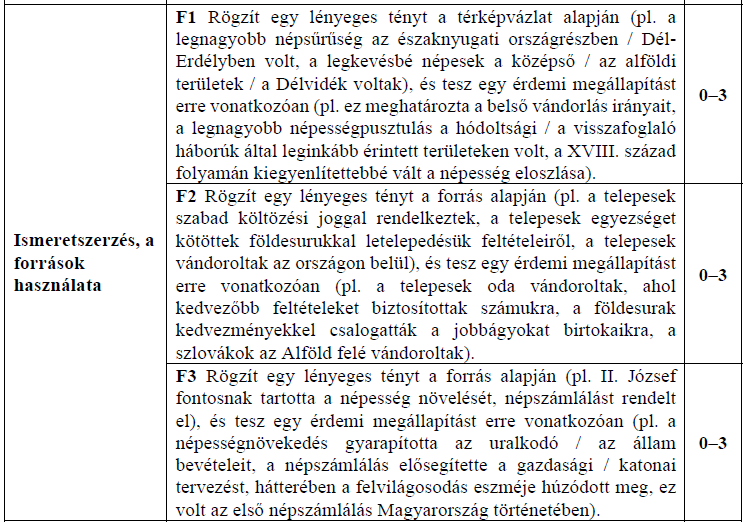 Ismeretszerzés, a
források
használata
F1 Rögzít egy lényeges tényt a térképvázlat alapján (pl. a
legnagyobb népsűrűség az északnyugati országrészben / Dél-
Erdélyben volt, a legkevésbé népesek a középső / az alföldi
területek / a Délvidék voltak), és tesz egy érdemi megállapítást
erre vonatkozóan (pl. ez meghatározta a belső vándorlás irányait,
a legnagyobb népességpusztulás a hódoltsági / a visszafoglaló
háborúk által leginkább érintett területeken volt, a XVIII. század
folyamán kiegyenlítettebbé vált a népesség eloszlása).
0–3
F2 Rögzít egy lényeges tényt a forrás alapján (pl. a telepesek
szabad költözési joggal rendelkeztek, a telepesek egyezséget
kötöttek földesurukkal letelepedésük feltételeiről, a telepesek
vándoroltak az országon belül), és tesz egy érdemi megállapítást
erre vonatkozóan (pl. a telepesek oda vándoroltak, ahol
kedvezőbb feltételeket biztosítottak számukra, a földesurak
kedvezményekkel csalogatták a jobbágyokat birtokaikra, a
szlovákok az Alföld felé vándoroltak).
0–3
F3 Rögzít egy lényeges tényt a forrás alapján (pl. II. József
fontosnak tartotta a népesség növelését, népszámlálást rendelt
el), és tesz egy érdemi megállapítást erre vonatkozóan (pl. a
népességnövekedés gyarapította az uralkodó / az állam
bevételeit, a népszámlálás elősegítette a gazdasági / katonai
tervezést, hátterében a felvilágosodás eszméje húzódott meg, ez
volt az első népszámlálás Magyarország történetében).
0–3